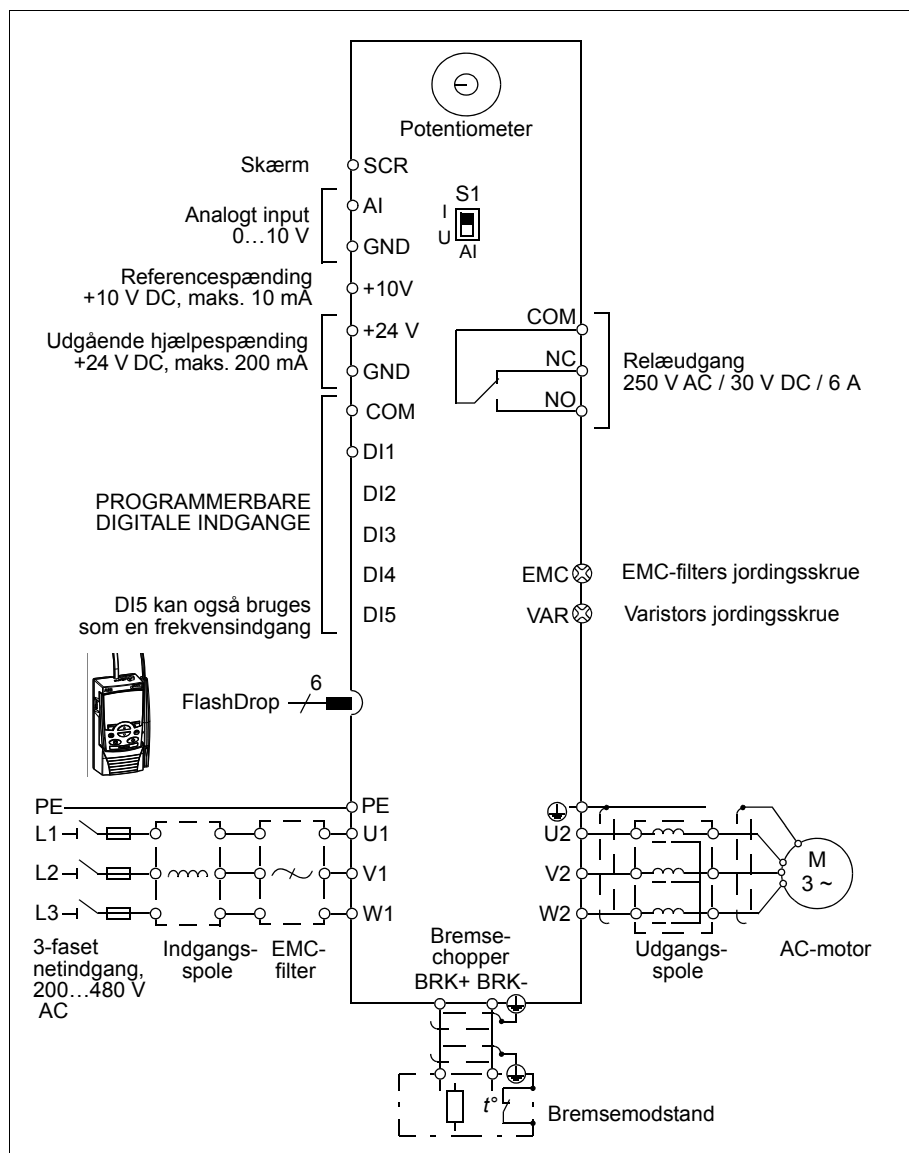 Potentiometer
Skærm
SCR
S1
I
U
AI
Analogt input
0…10 V
AI
GND
Referencespænding
+10 V DC, maks. 10 mA
+10V
Udgående hjælpespænding
+24 V DC, maks. 200 mA
+24 V
GND
COM
NC
NO
Relæudgang
250 V AC / 30 V DC / 6 A
COM
DI1
PROGRAMMERBARE
DIGITALE INDGANGE
DI2
DI3
DI4
DI5
DI5 kan også bruges
som en frekvensindgang
EMC
EMC-filters jordingsskrue
VAR
Varistors jordingsskrue
FlashDrop
6
PE
PE
L1
U1
U2
L2
V1
V2
L3
W1
W2
M
3 ~
3-faset
netindgang,
200…480 V
AC
Indgangs-
spole
EMC-
filter
Bremse-
chopper
BRK+ BRK-
Udgangs-
spole
AC-motor
t°
Bremsemodstand